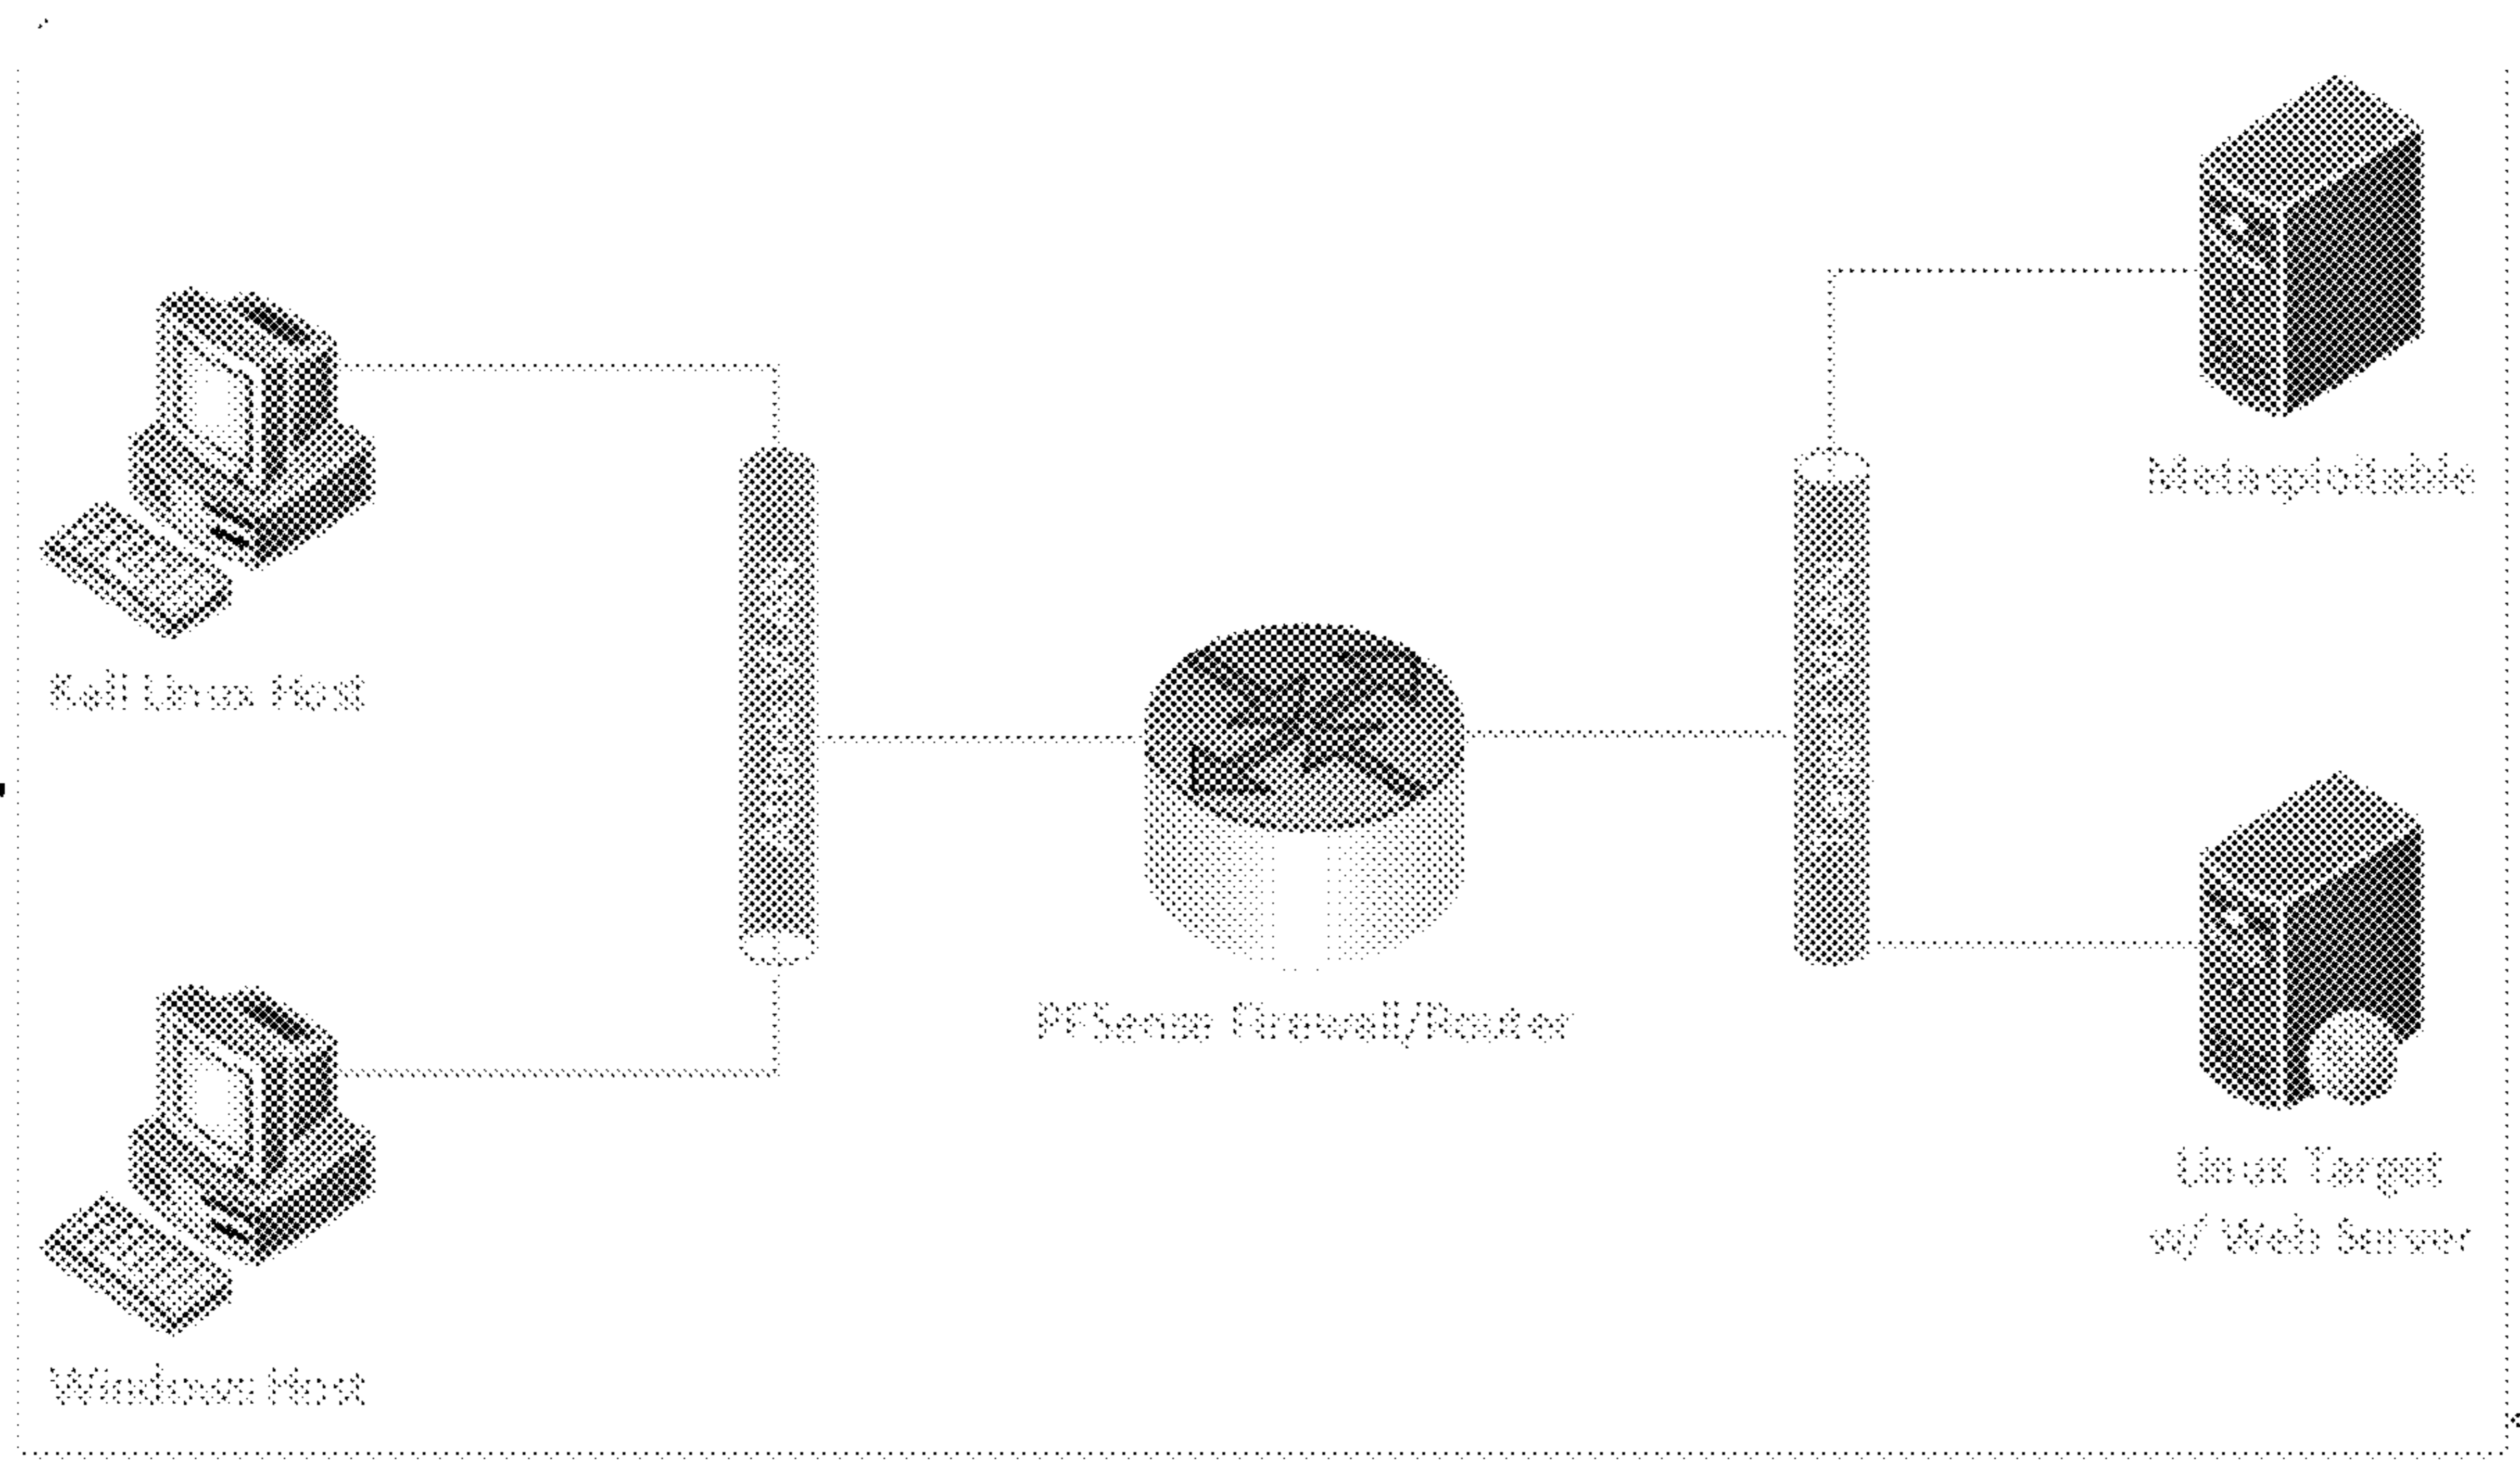 Kali Linux Host
Windows Host
PFSense Firewall/Router
Metasploitable
Linux Target
w/ Web Server